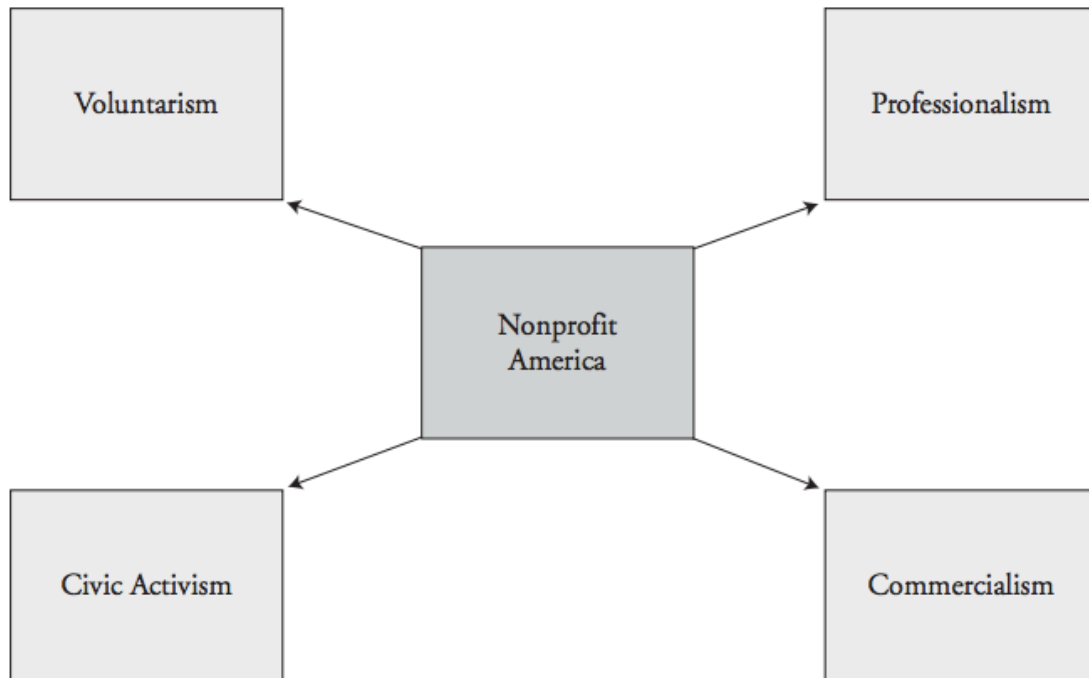 Voluntarism
Professionalism
Nonprofit
America
Civic Activism
Commercialism